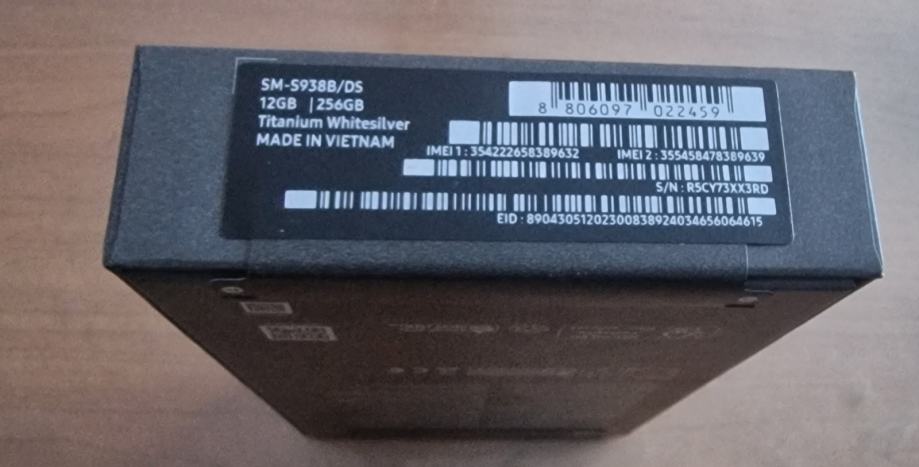 SM-S938B/DS
12GB | 256GB
Titanium Whitesilver
MADE IN VIETNAM
8 806097 022459
IMEI 1 : 354222658389632 IMEI 2 : 355458478389639
S/N : R5CY73XX3RD
EID : 89043051202300838924034656064615